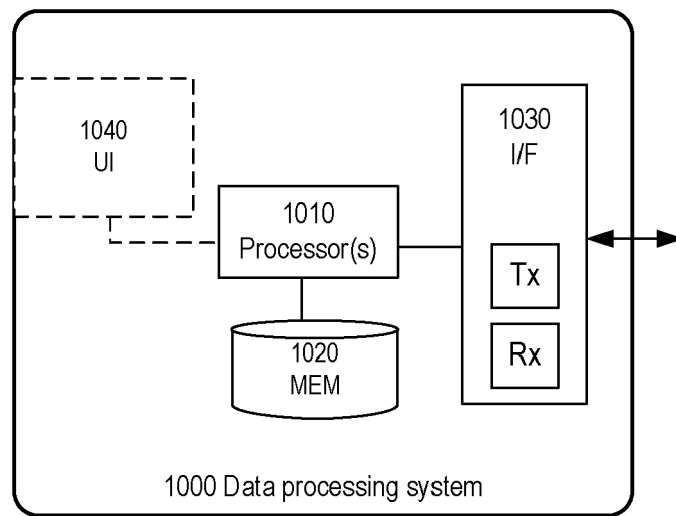 1040
UI
1030
I/F
1010
Processor(s)
Tx
Rx
1020
MEM
1000 Data processing system